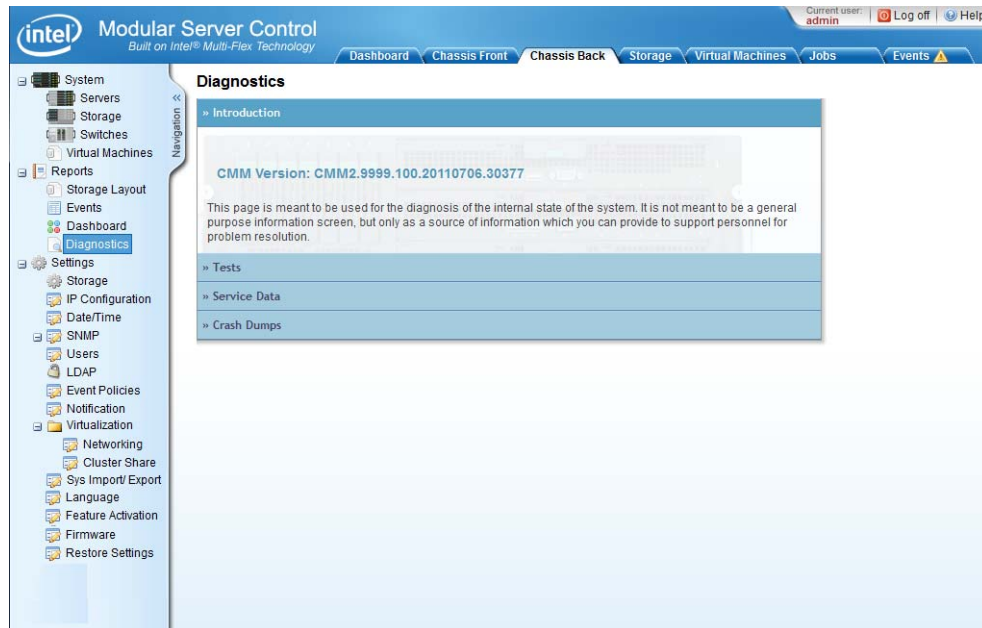 intel
Modular Server Control
Built on Intel® Multi-Flex Technology
Current user:
admin
Log off
Help
Dashboard
Chassis Front
Chassis Back
Storage
Virtual Machines
Jobs
Events
System
Servers
Storage
Switches
Virtual Machines
Reports
Storage Layout
Events
Dashboard
Diagnostics
Settings
Storage
IP Configuration
Date/Time
SNMP
Users
LDAP
Event Policies
Notification
Virtualization
Networking
Cluster Share
Sys Import/ Export
Language
Feature Activation
Firmware
Restore Settings
« Navigation
Diagnostics
» Introduction
CMM Version: CMM2.9999.100.20110706.30377
This page is meant to be used for the diagnosis of the internal state of the system. It is not meant to be a general
purpose information screen, but only as a source of information which you can provide to support personnel for
problem resolution.
» Tests
» Service Data
» Crash Dumps